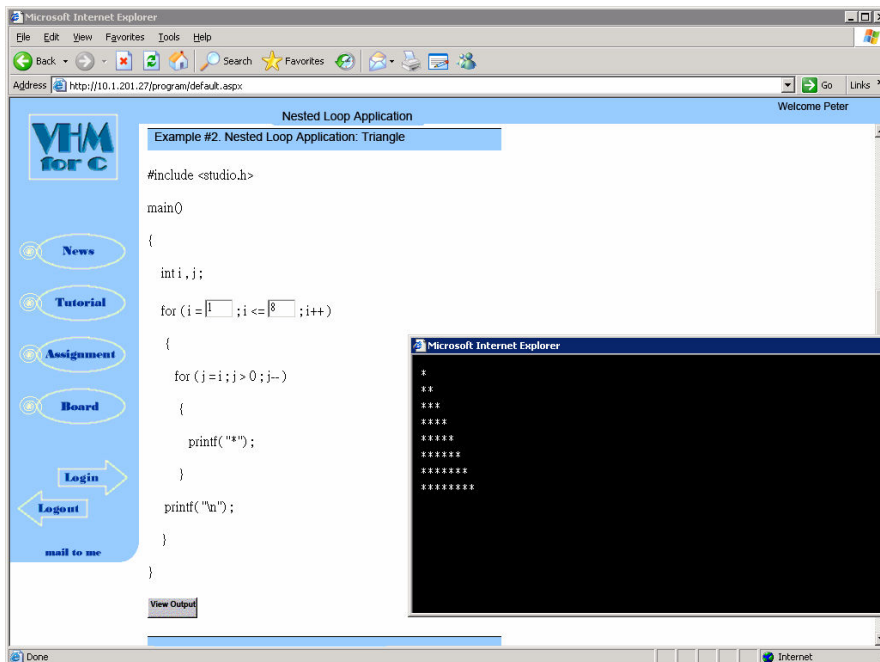 Microsoft Internet Explorer
File Edit View Favorites Tools Help
Back Search Favorites
Address http://10.1.201.27/program/default.aspx Go Links
Welcome Peter
Nested Loop Application
VHM
for C
News
Tutorial
Assignment
Board
Login
Logout
mail to me
Example #2. Nested Loop Application: Triangle
#include <studio.h>
main()
{
int i , j ;
for ( i = 1 ; i <= 8 ; i++ )
{
for ( j = i ; j > 0 ; j-- )
{
printf( "*" ) ;
}
printf( "\n" ) ;
}
}
View Output
Microsoft Internet Explorer
*
**
***
****
*****
******
*******
********
Done
Internet